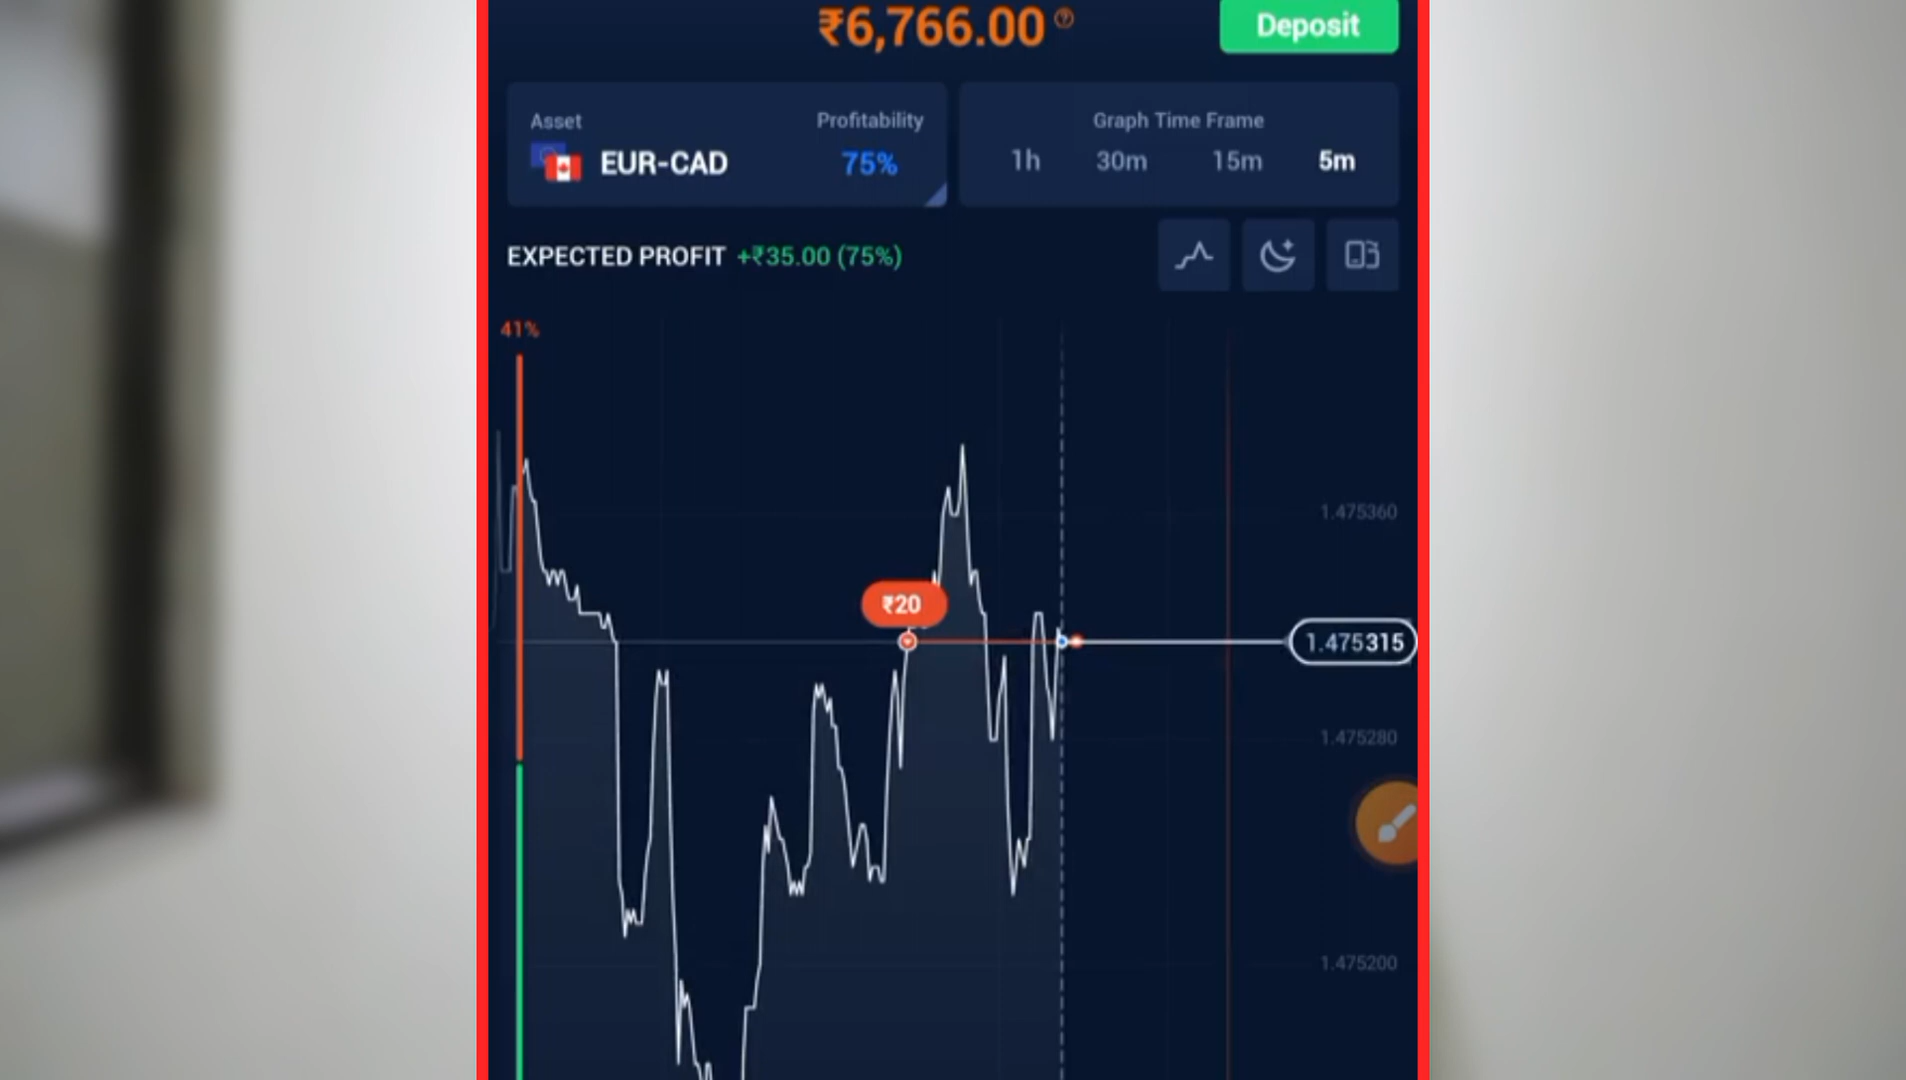 ₹6,766.00 ?
Deposit
Asset
Profitability
EUR-CAD
75%
Graph Time Frame
1h 30m 15m 5m
EXPECTED PROFIT +₹35.00 (75%)
41%
1.475360
₹20
1.475315
1.475280
1.475200